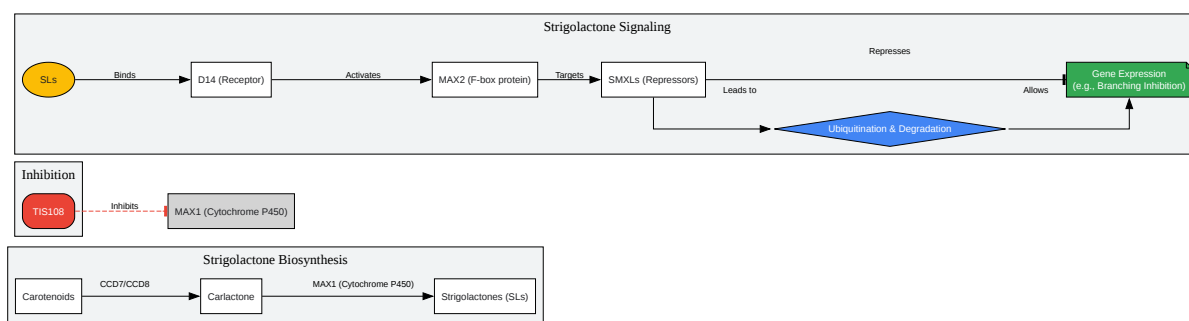 Strigolactone Signaling
Represses
SLs
Binds
D14 (Receptor)
Activates
MAX2 (F-box protein)
Targets
SMXLs (Repressors)
Gene Expression
(e.g., Branching Inhibition)
Leads to
Allows
Ubiquitination & Degradation
Inhibition
TIS108
Inhibits
MAX1 (Cytochrome P450)
Strigolactone Biosynthesis
Carotenoids
CCD7/CCD8
Carlactone
MAX1 (Cytochrome P450)
Strigolactones (SLs)